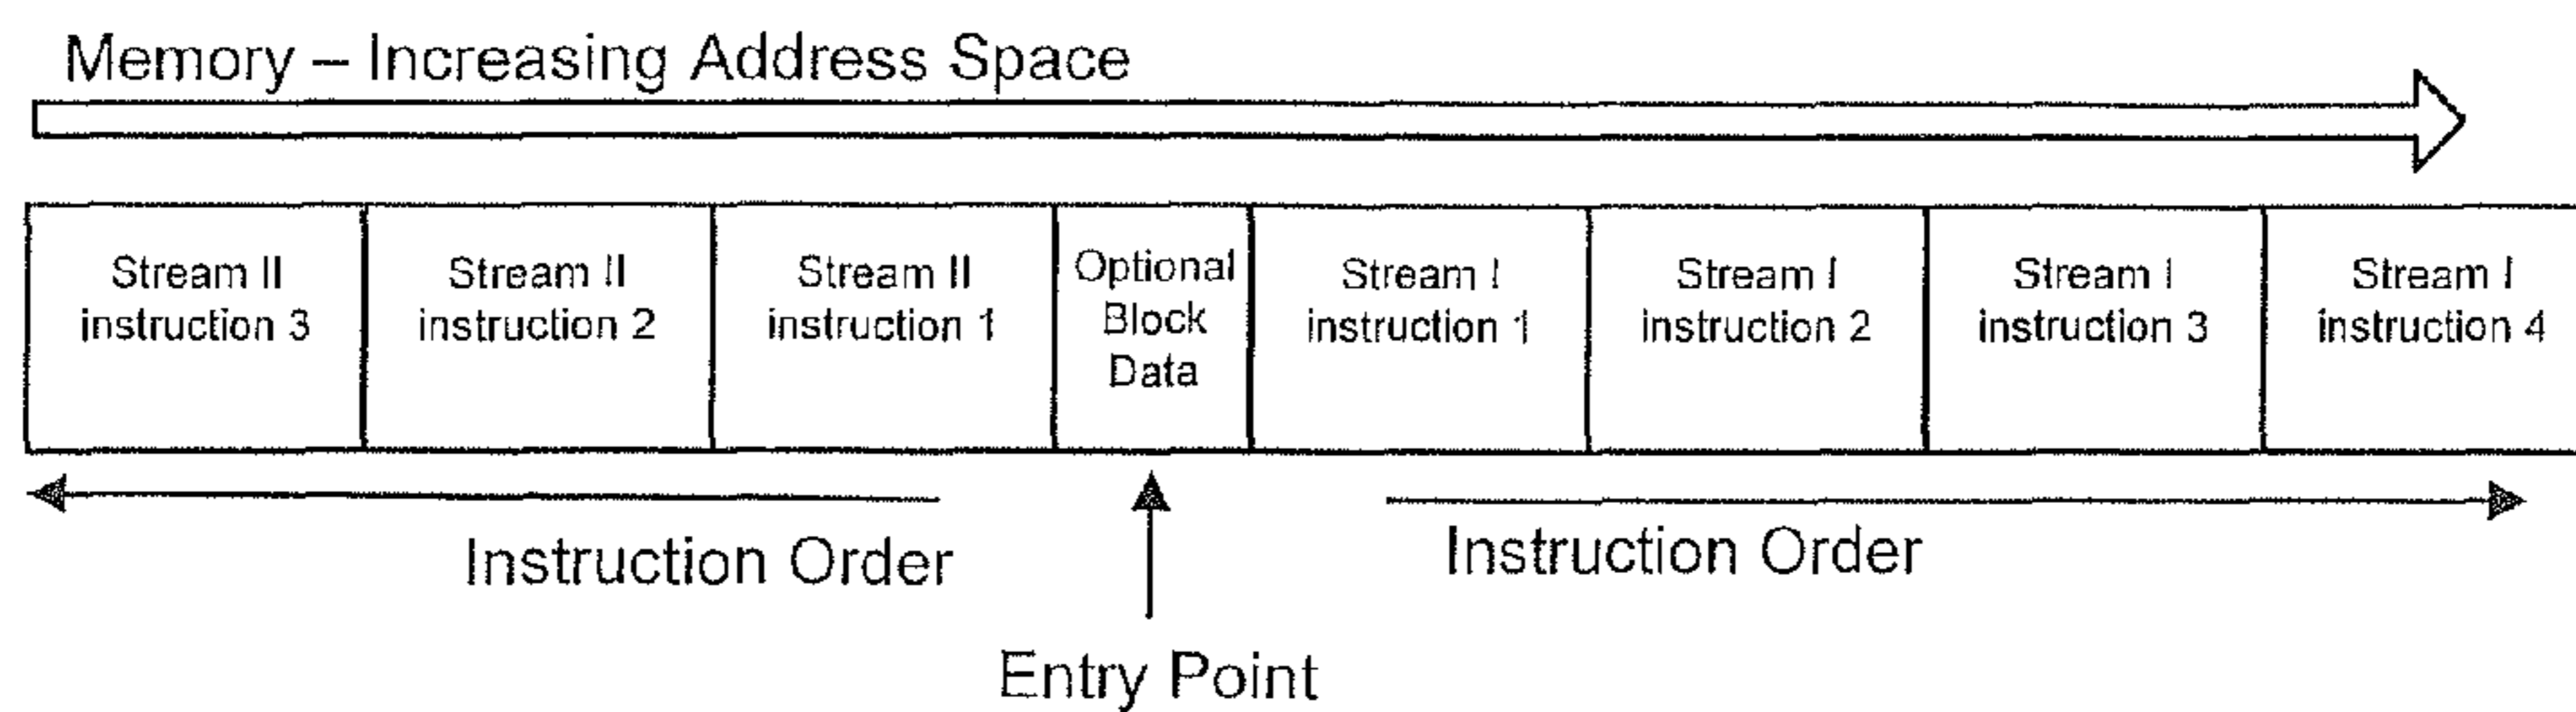 Memory – Increasing Address Space
Stream II
instruction 3
Stream II
instruction 2
Stream II
instruction 1
Optional
Block
Data
Stream I
instruction 1
Stream I
instruction 2
Stream I
instruction 3
Stream I
instruction 4
Instruction Order
Instruction Order
Entry Point